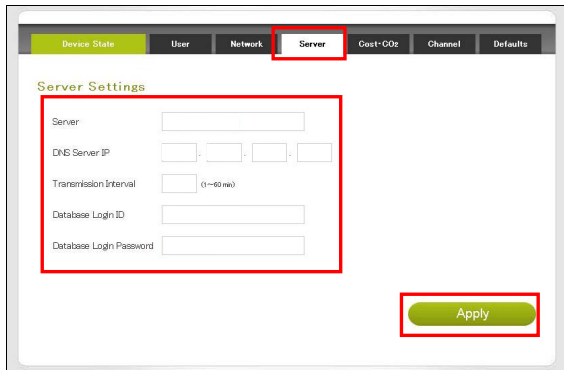 Device State User Network Server Cost·CO2 Channel Defaults
Server Settings
Server
DNS Server IP . . .
Transmission Interval (1～60 min)
Database Login ID
Database Login Password
Apply